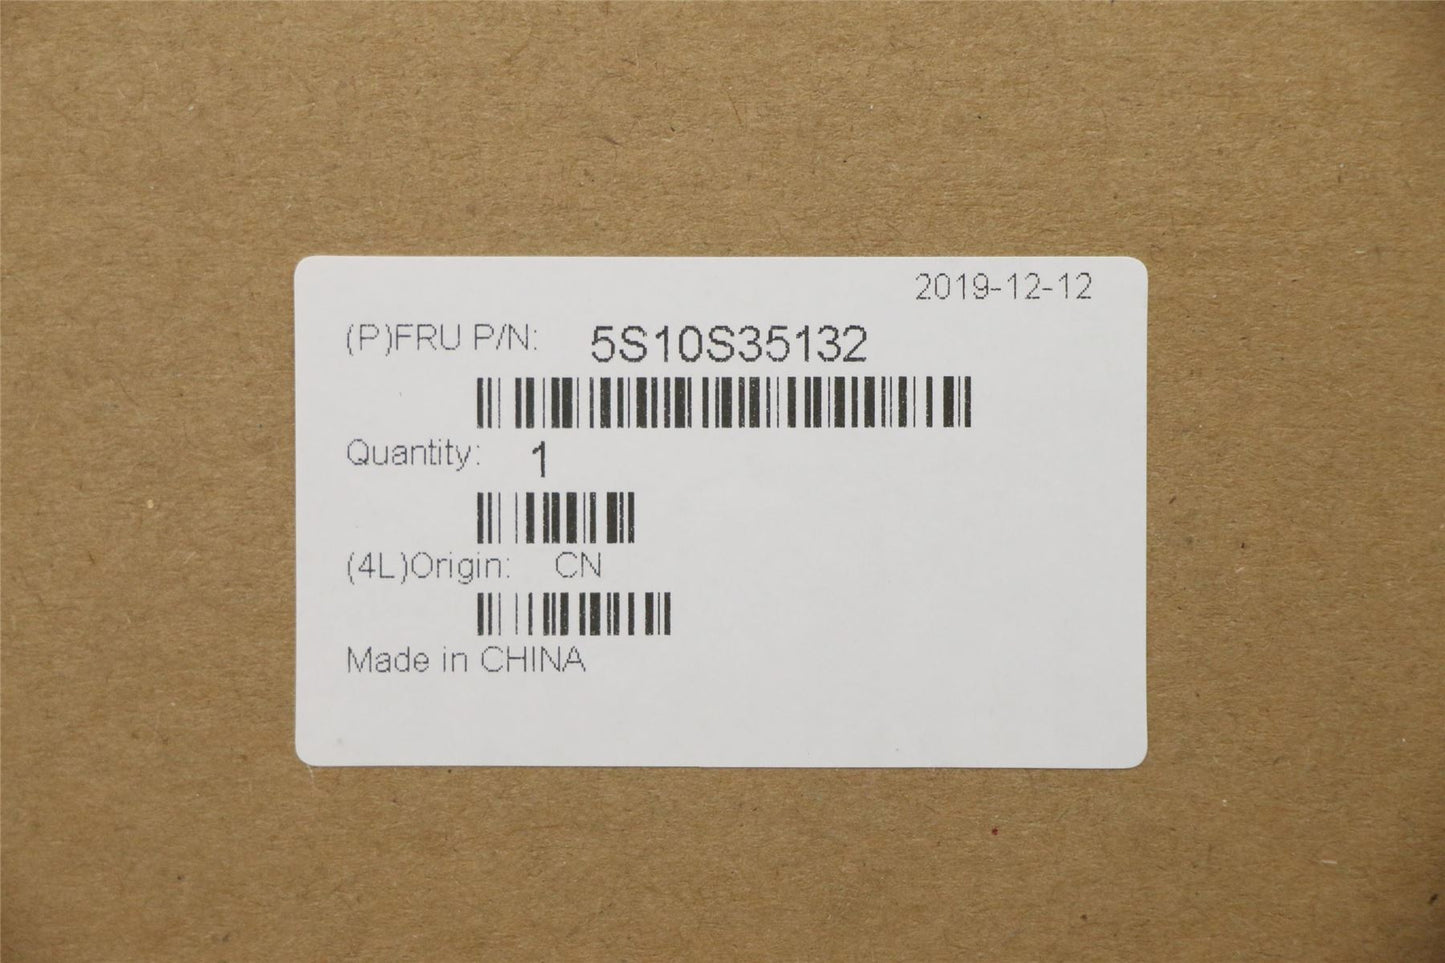 2019-12-12
(P)FRU P/N: 5S10S35132
Quantity: 1
(4L)Origin: CN
Made in CHINA